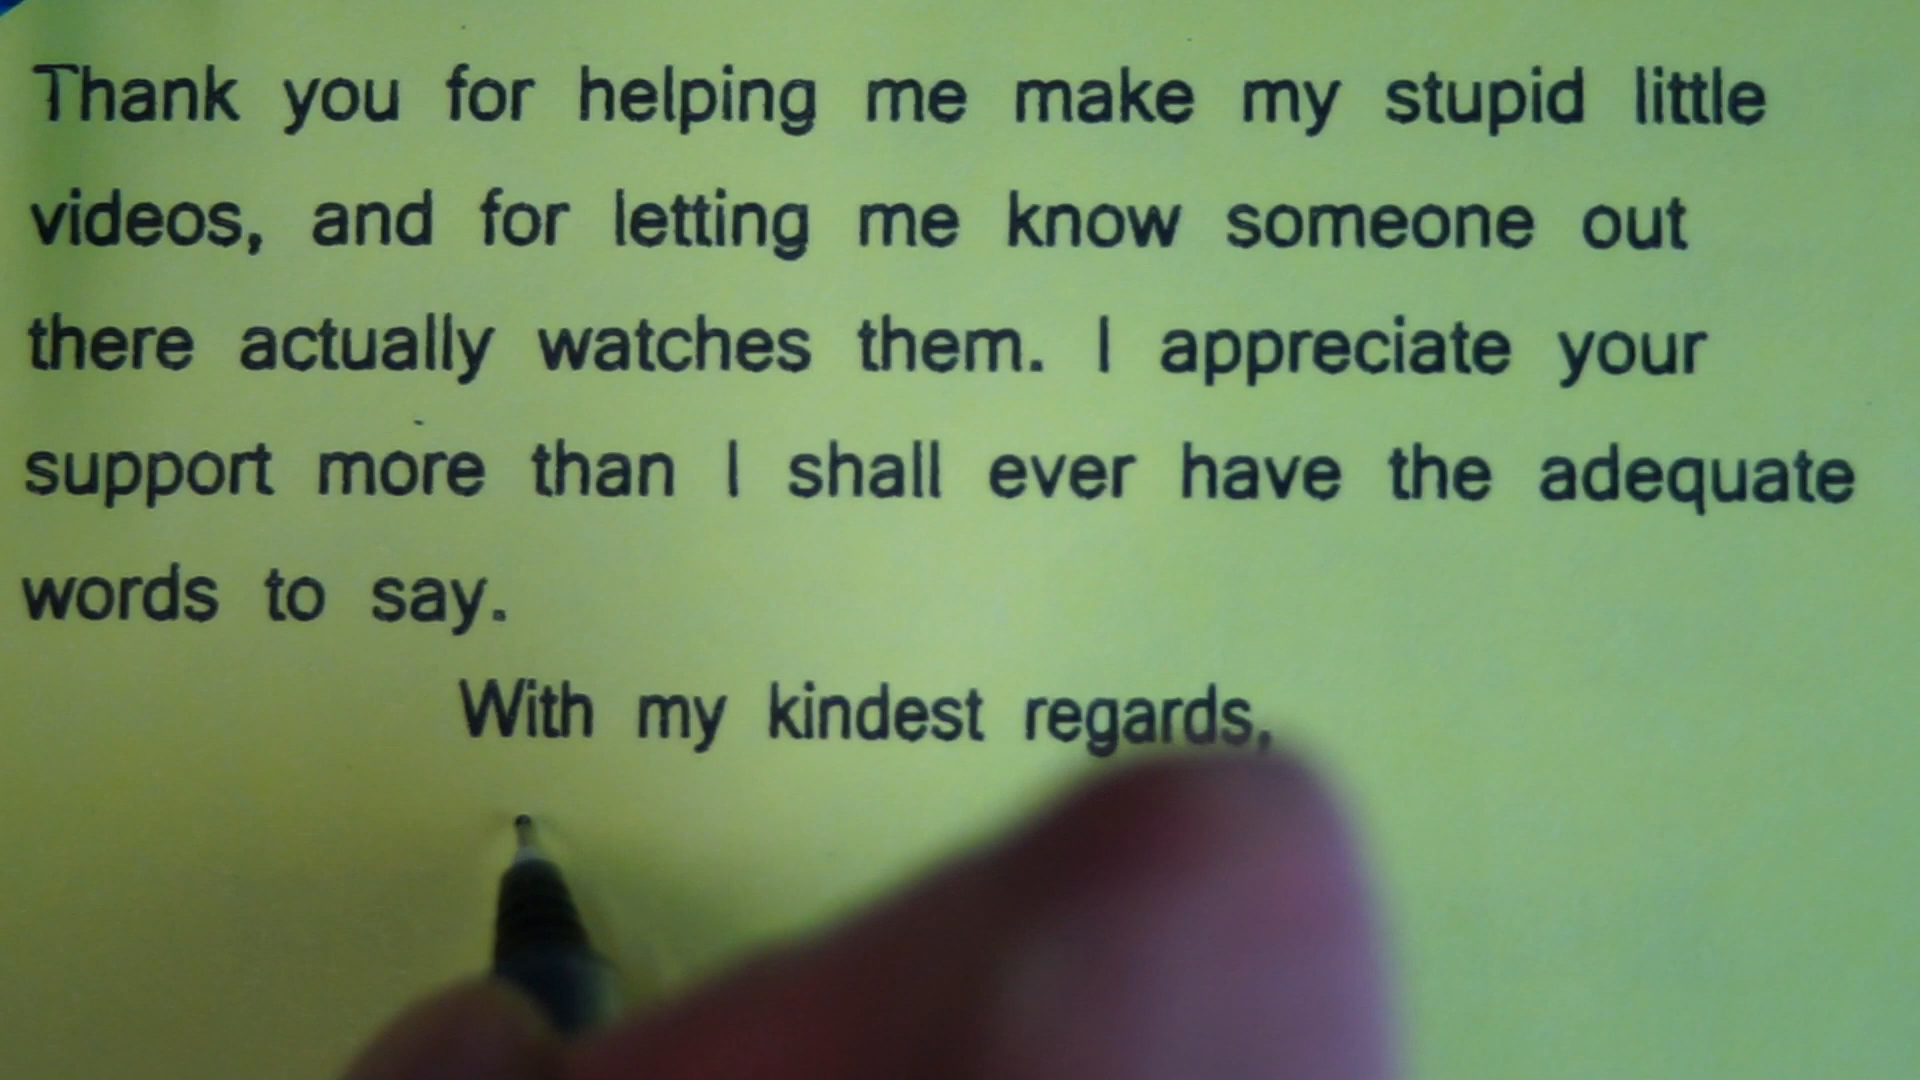 Thank you for helping me make my stupid little
videos, and for letting me know someone out
there actually watches them. I appreciate your
support more than I shall ever have the adequate
words to say.
With my kindest regards,